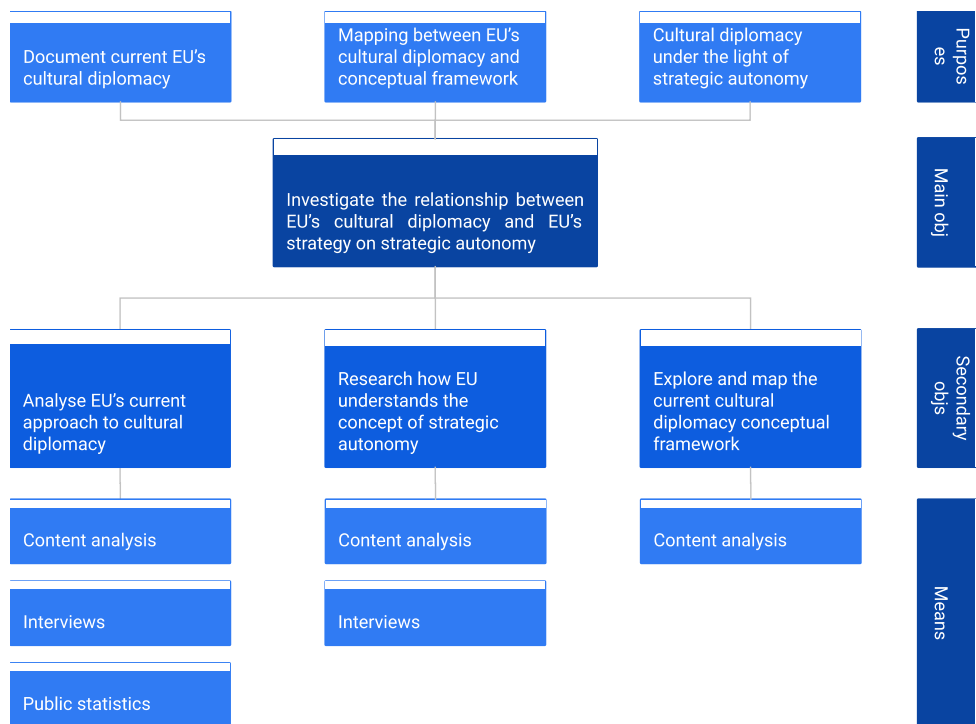 Document current EU’s
cultural diplomacy
Mapping between EU’s
cultural diplomacy and
conceptual framework
Cultural diplomacy
under the light of
strategic autonomy
Purpos
es
Investigate the relationship between
EU’s cultural diplomacy and EU’s
strategy on strategic autonomy
Main obj
Analyse EU’s current
approach to cultural
diplomacy
Research how EU
understands the
concept of strategic
autonomy
Explore and map the
current cultural
diplomacy conceptual
framework
Secondary
objs
Content analysis
Content analysis
Content analysis
Interviews
Interviews
Public statistics
Means